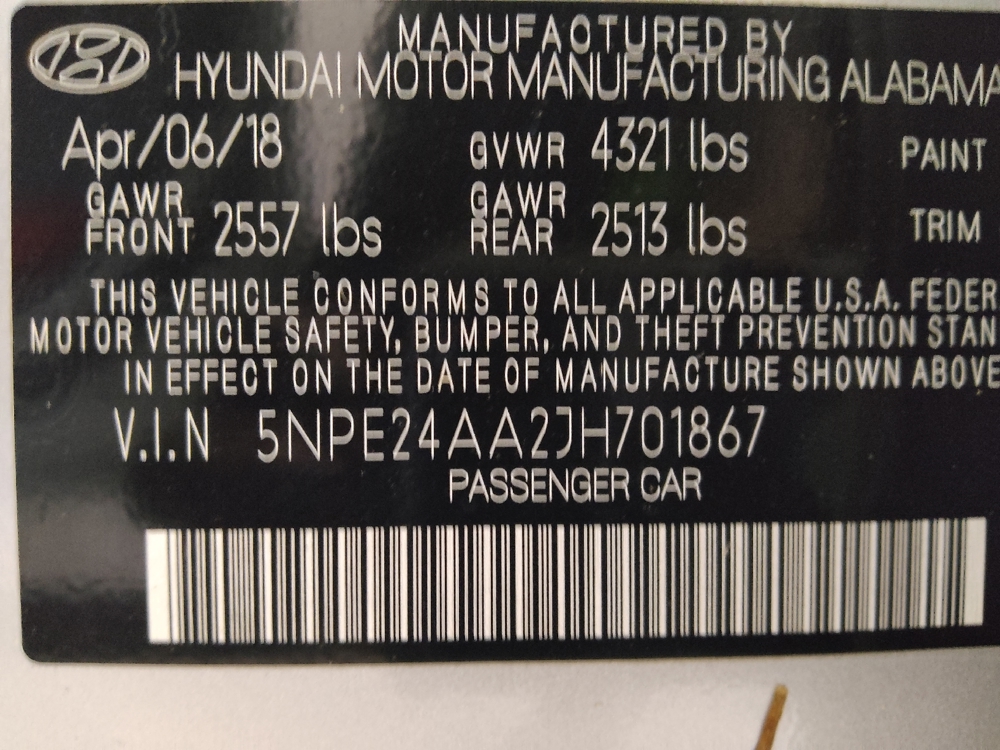 MANUFACTURED BY
HYUNDAI MOTOR MANUFACTURING ALABAMA
Apr/06/18 GVWR 4321 lbs PAINT
GAWR FRONT 2557 lbs GAWR REAR 2513 lbs TRIM
THIS VEHICLE CONFORMS TO ALL APPLICABLE U.S.A. FEDER
MOTOR VEHICLE SAFETY, BUMPER, AND THEFT PREVENTION STAN
IN EFFECT ON THE DATE OF MANUFACTURE SHOWN ABOVE
V.I.N 5NPE24AA2JH701867
PASSENGER CAR